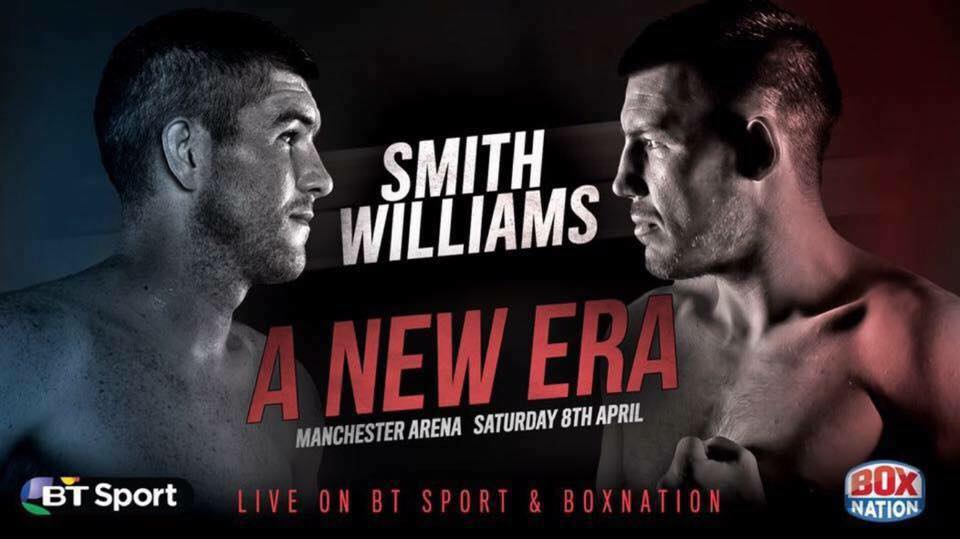 SMITH
WILLIAMS
A NEW ERA
MANCHESTER ARENA SATURDAY 8TH APRIL
BT Sport
LIVE ON BT SPORT & BOXNATION
BOX
NATION